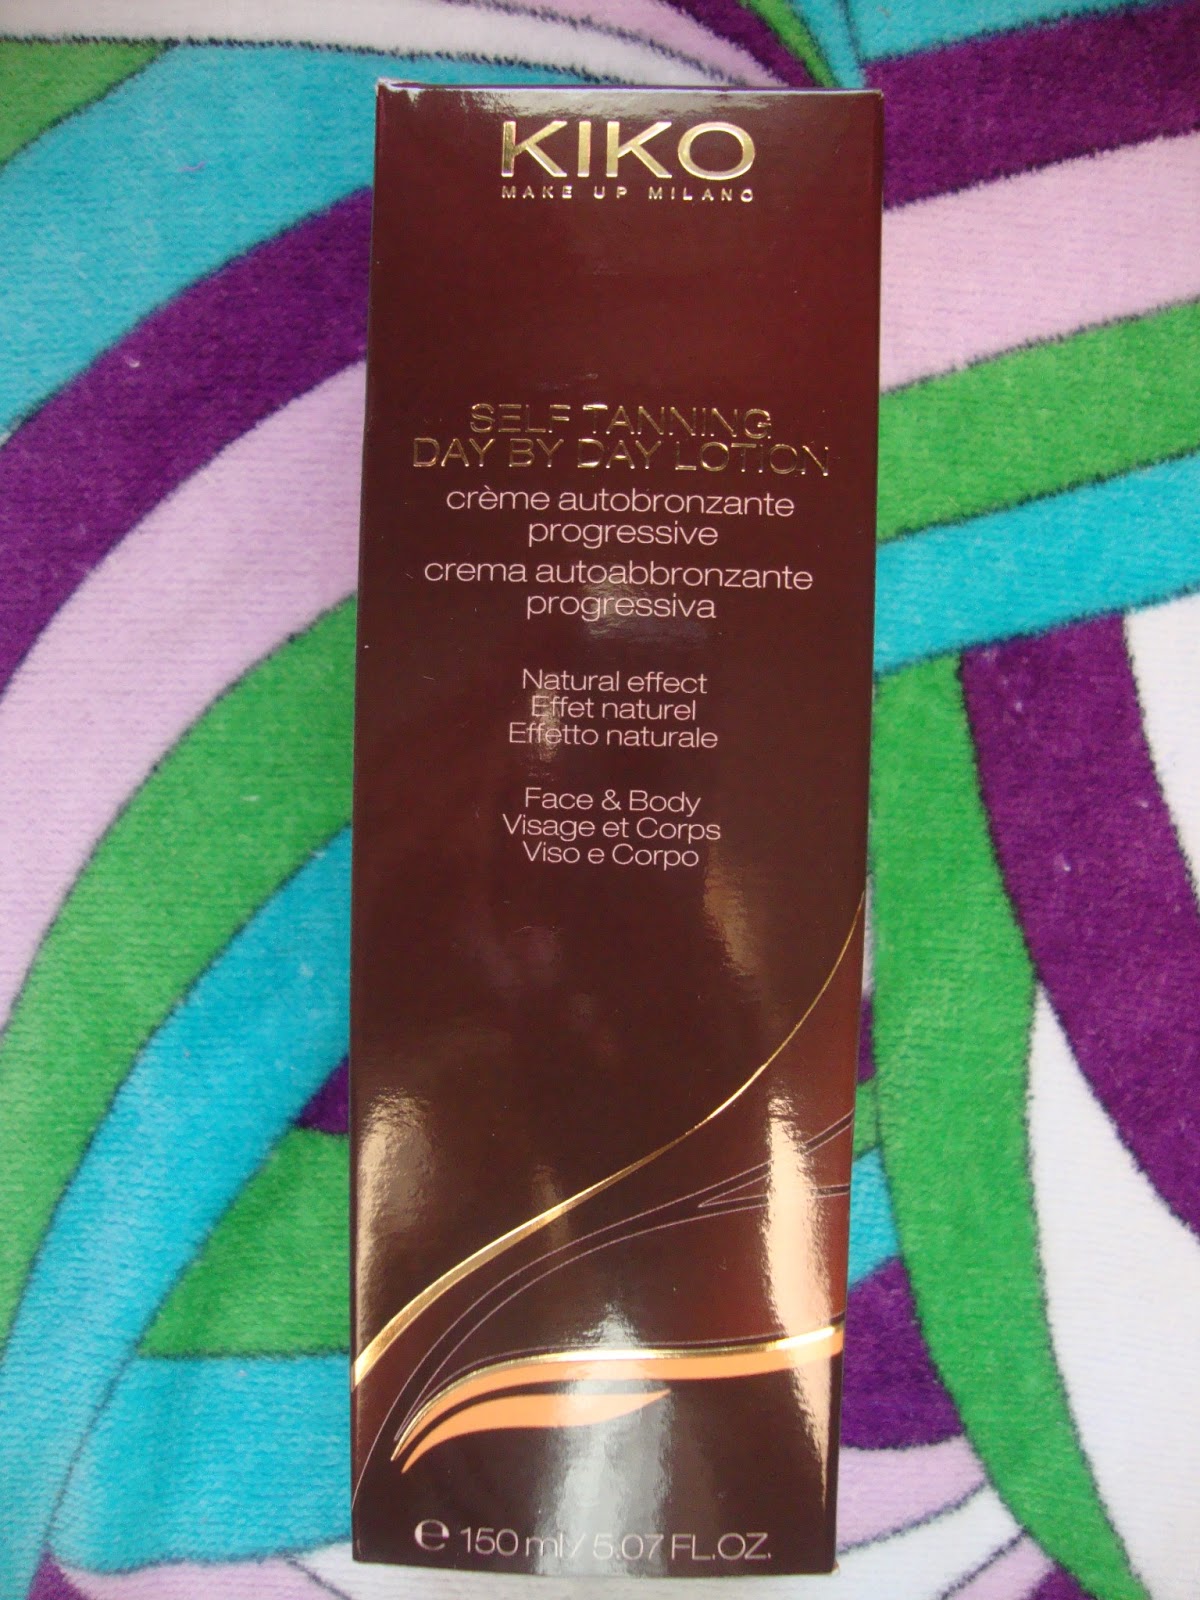 KIKO
MAKE UP MILANO
SELF TANNING
DAY BY DAY LOTION
crème autobronzante
progressive
crema autoabbronzante
progressiva
Natural effect
Effet naturel
Effetto naturale
Face & Body
Visage et Corps
Viso e Corpo
℮ 150 ml / 5.07 FL.OZ.